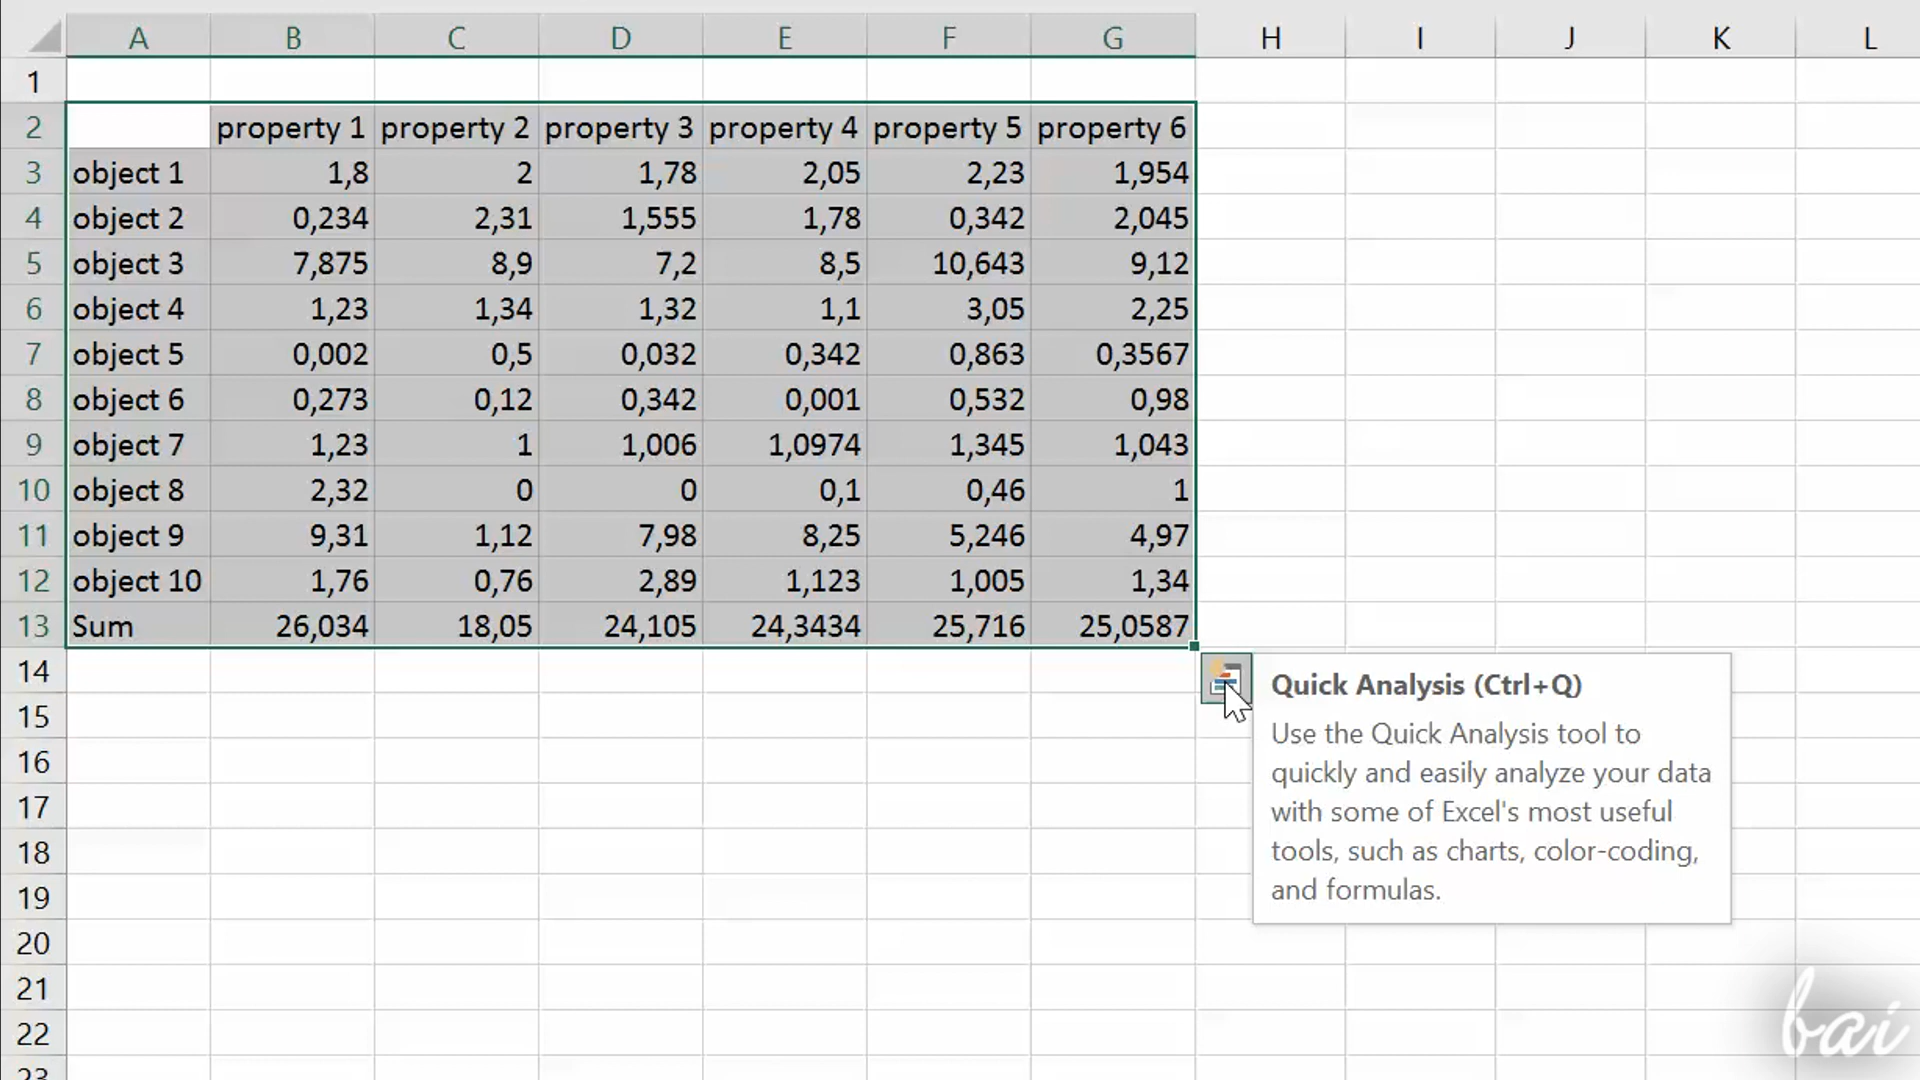 A B C D E F G H I J K L
1
2 property 1 property 2 property 3 property 4 property 5 property 6
3 object 1 1,8 2 1,78 2,05 2,23 1,954
4 object 2 0,234 2,31 1,555 1,78 0,342 2,045
5 object 3 7,875 8,9 7,2 8,5 10,643 9,12
6 object 4 1,23 1,34 1,32 1,1 3,05 2,25
7 object 5 0,002 0,5 0,032 0,342 0,863 0,3567
8 object 6 0,273 0,12 0,342 0,001 0,532 0,98
9 object 7 1,23 1 1,006 1,0974 1,345 1,043
10 object 8 2,32 0 0 0,1 0,46 1
11 object 9 9,31 1,12 7,98 8,25 5,246 4,97
12 object 10 1,76 0,76 2,89 1,123 1,005 1,34
13 Sum 26,034 18,05 24,105 24,3434 25,716 25,0587
14
15
16
17
18
19
20
21
22
23
Quick Analysis (Ctrl+Q)
Use the Quick Analysis tool to
quickly and easily analyze your data
with some of Excel's most useful
tools, such as charts, color-coding,
and formulas.
bai